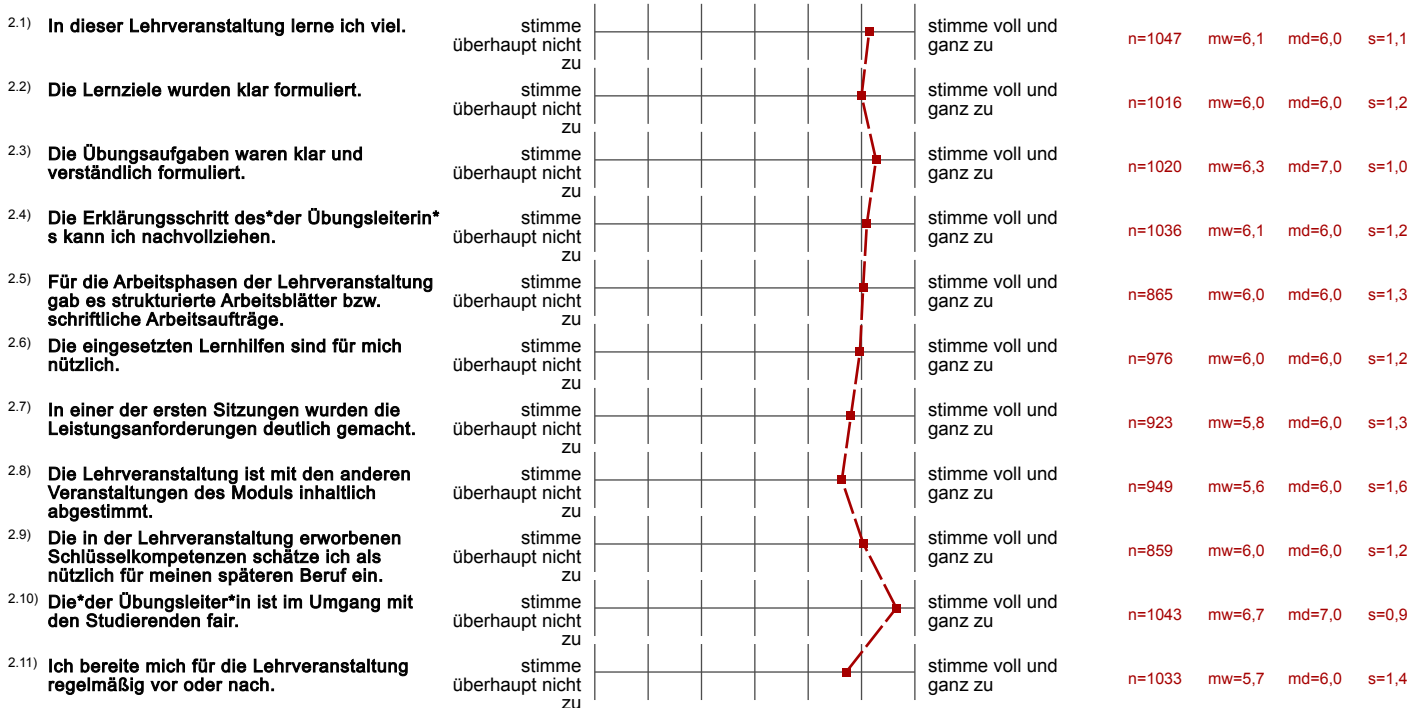 2.1) In dieser Lehrveranstaltung lerne ich viel. stimme überhaupt nicht zu stimme voll und ganz zu n=1047 mw=6,1 md=6,0 s=1,1
2.2) Die Lernziele wurden klar formuliert. stimme überhaupt nicht zu stimme voll und ganz zu n=1016 mw=6,0 md=6,0 s=1,2
2.3) Die Übungsaufgaben waren klar und
verständlich formuliert. stimme überhaupt nicht zu stimme voll und ganz zu n=1020 mw=6,3 md=7,0 s=1,0
2.4) Die Erklärungsschritt des*der Übungsleiterin*
s kann ich nachvollziehen. stimme überhaupt nicht zu stimme voll und ganz zu n=1036 mw=6,1 md=6,0 s=1,2
2.5) Für die Arbeitsphasen der Lehrveranstaltung
gab es strukturierte Arbeitsblätter bzw.
schriftliche Arbeitsaufträge. stimme überhaupt nicht zu stimme voll und ganz zu n=865 mw=6,0 md=6,0 s=1,3
2.6) Die eingesetzten Lernhilfen sind für mich
nützlich. stimme überhaupt nicht zu stimme voll und ganz zu n=976 mw=6,0 md=6,0 s=1,2
2.7) In einer der ersten Sitzungen wurden die
Leistungsanforderungen deutlich gemacht. stimme überhaupt nicht zu stimme voll und ganz zu n=923 mw=5,8 md=6,0 s=1,3
2.8) Die Lehrveranstaltung ist mit den anderen
Veranstaltungen des Moduls inhaltlich
abgestimmt. stimme überhaupt nicht zu stimme voll und ganz zu n=949 mw=5,6 md=6,0 s=1,6
2.9) Die in der Lehrveranstaltung erworbenen
Schlüsselkompetenzen schätze ich als
nützlich für meinen späteren Beruf ein. stimme überhaupt nicht zu stimme voll und ganz zu n=859 mw=6,0 md=6,0 s=1,2
2.10) Die*der Übungsleiter*in ist im Umgang mit
den Studierenden fair. stimme überhaupt nicht zu stimme voll und ganz zu n=1043 mw=6,7 md=7,0 s=0,9
2.11) Ich bereite mich für die Lehrveranstaltung
regelmäßig vor oder nach. stimme überhaupt nicht zu stimme voll und ganz zu n=1033 mw=5,7 md=6,0 s=1,4